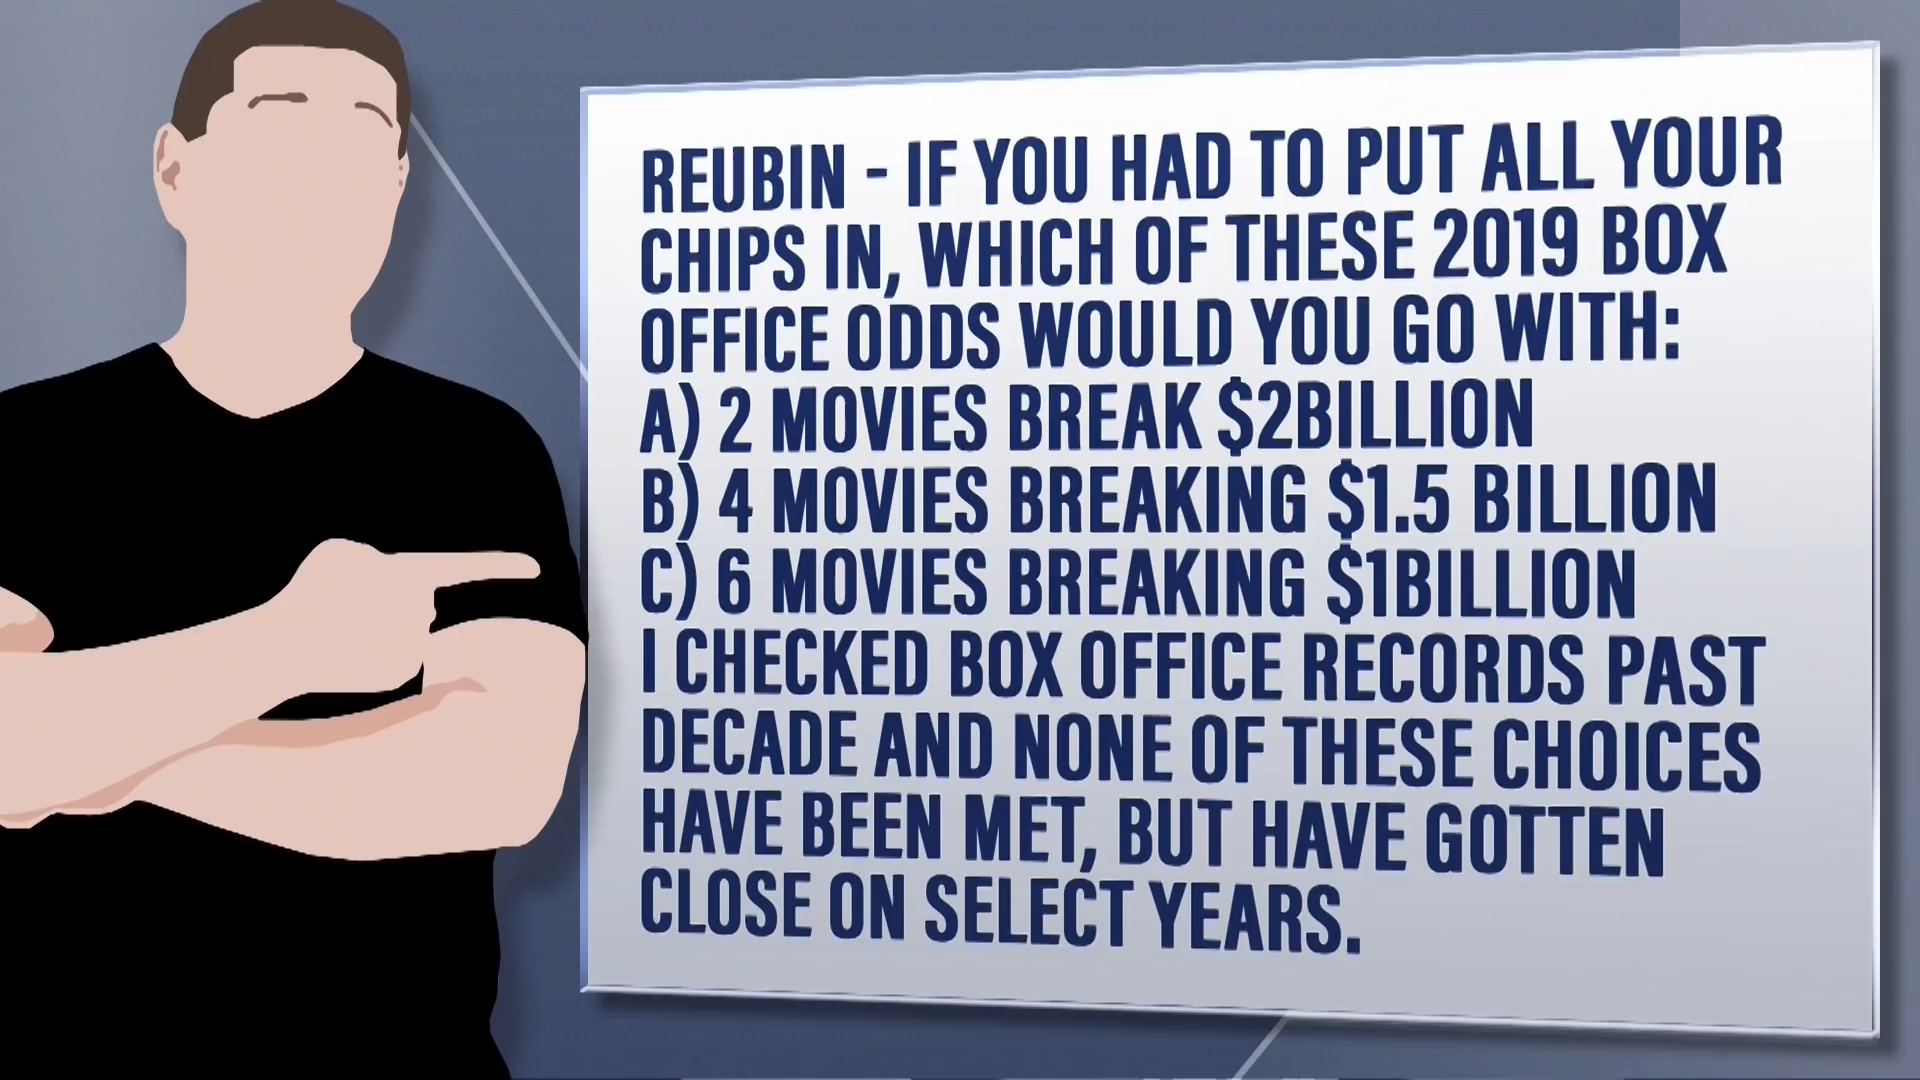 REUBIN - IF YOU HAD TO PUT ALL YOUR
CHIPS IN, WHICH OF THESE 2019 BOX
OFFICE ODDS WOULD YOU GO WITH:
A) 2 MOVIES BREAK $2BILLION
B) 4 MOVIES BREAKING $1.5 BILLION
C) 6 MOVIES BREAKING $1BILLION
I CHECKED BOX OFFICE RECORDS PAST
DECADE AND NONE OF THESE CHOICES
HAVE BEEN MET, BUT HAVE GOTTEN
CLOSE ON SELECT YEARS.